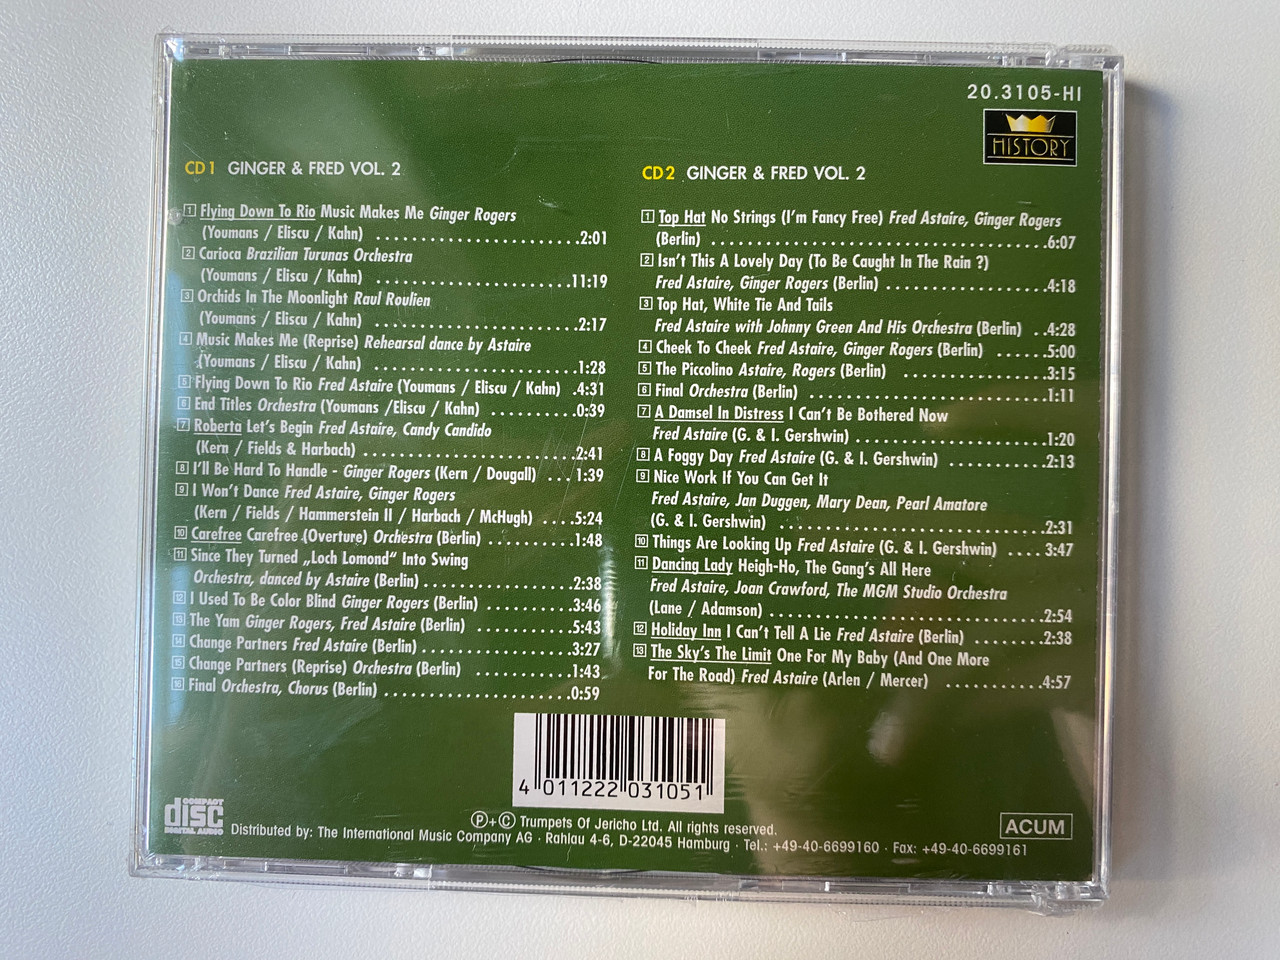 20.3105-HI
HISTORY
CD 1 GINGER & FRED VOL. 2
1 Flying Down To Rio Music Makes Me Ginger Rogers
(Youmans / Eliscu / Kahn) .......................2:01
2 Carioca Brazilian Turunas Orchestra
(Youmans / Eliscu / Kahn) ......................11:19
3 Orchids In The Moonlight Raul Roulien
(Youmans / Eliscu / Kahn) .......................2:17
4 Music Makes Me (Reprise) Rehearsal dance by Astaire
(Youmans / Eliscu / Kahn) .......................1:28
5 Flying Down To Rio Fred Astaire (Youmans / Eliscu / Kahn) .4:31
6 End Titles Orchestra (Youmans /Eliscu / Kahn) ..........0:39
7 Roberta Let's Begin Fred Astaire, Candy Candido
(Kern / Fields & Harbach) ........................2:41
8 I'll Be Hard To Handle - Ginger Rogers (Kern / Dougall) ...1:39
9 I Won't Dance Fred Astaire, Ginger Rogers
(Kern / Fields / Hammerstein II / Harbach / McHugh) ....5:24
10 Carefree Carefree (Overture) Orchestra (Berlin) ..........1:48
11 Since They Turned „Loch Lomond“ Into Swing
Orchestra, danced by Astaire (Berlin) .................2:38
12 I Used To Be Color Blind Ginger Rogers (Berlin) ..........3:46
13 The Yam Ginger Rogers, Fred Astaire (Berlin) ...........5:43
14 Change Partners Fred Astaire (Berlin) .................3:27
15 Change Partners (Reprise) Orchestra (Berlin) ...........1:43
16 Final Orchestra, Chorus (Berlin) ......................0:59
CD 2 GINGER & FRED VOL. 2
1 Top Hat No Strings (I'm Fancy Free) Fred Astaire, Ginger Rogers
(Berlin) .....................................6:07
2 Isn't This A Lovely Day (To Be Caught In The Rain ?)
Fred Astaire, Ginger Rogers (Berlin) ..................4:18
3 Top Hat, White Tie And Tails
Fred Astaire with Johnny Green And His Orchestra (Berlin) ..4:28
4 Cheek To Cheek Fred Astaire, Ginger Rogers (Berlin) ......5:00
5 The Piccolino Astaire, Rogers (Berlin) ................3:15
6 Final Orchestra (Berlin) ..........................1:11
7 A Damsel In Distress I Can't Be Bothered Now
Fred Astaire (G. & I. Gershwin) .....................1:20
8 A Foggy Day Fred Astaire (G. & I. Gershwin) ...........2:13
9 Nice Work If You Can Get It
Fred Astaire, Jan Duggen, Mary Dean, Pearl Amatore
(G. & I. Gershwin) .............................2:31
10 Things Are Looking Up Fred Astaire (G. & I. Gershwin) ....3:47
11 Dancing Lady Heigh-Ho, The Gang's All Here
Fred Astaire, Joan Crawford, The MGM Studio Orchestra
(Lane / Adamson) ..............................2:54
12 Holiday Inn I Can't Tell A Lie Fred Astaire (Berlin) ........2:38
13 The Sky's The Limit One For My Baby (And One More
For The Road) Fred Astaire (Arlen / Mercer) ...........4:57
4 011222 031051
COMPACT
disc
DIGITAL AUDIO
Ⓟ+© Trumpets Of Jericho Ltd. All rights reserved.
Distributed by: The International Music Company AG · Rahlau 4-6, D-22045 Hamburg · Tel.: +49-40-6699160 · Fax: +49-40-6699161
ACUM